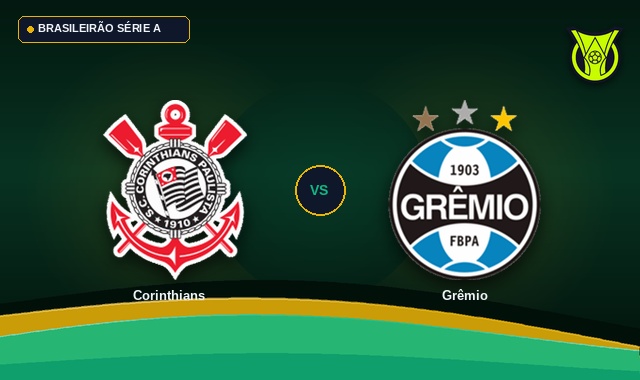 BRASILEIRÃO SÉRIE A
S.C. CORINTHIANS PAULISTA
1910
1903
GRÊMIO
FBPA
VS
Corinthians
Grêmio